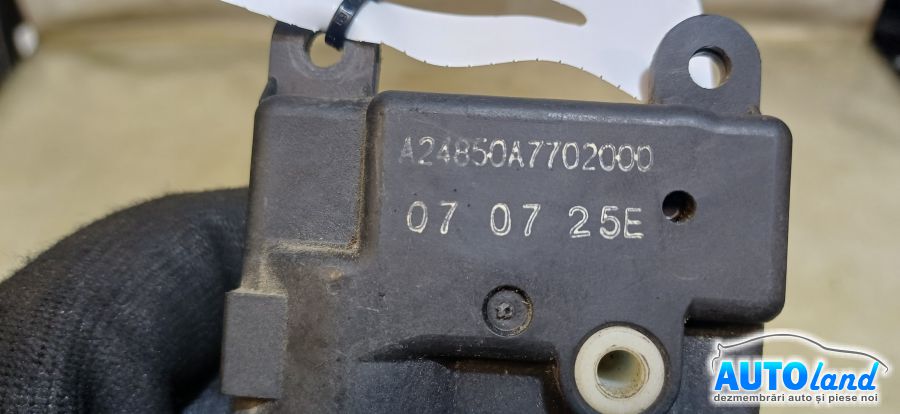 A24850A7702000
07 07 25E
AUTOland
dezmembrări auto și piese noi